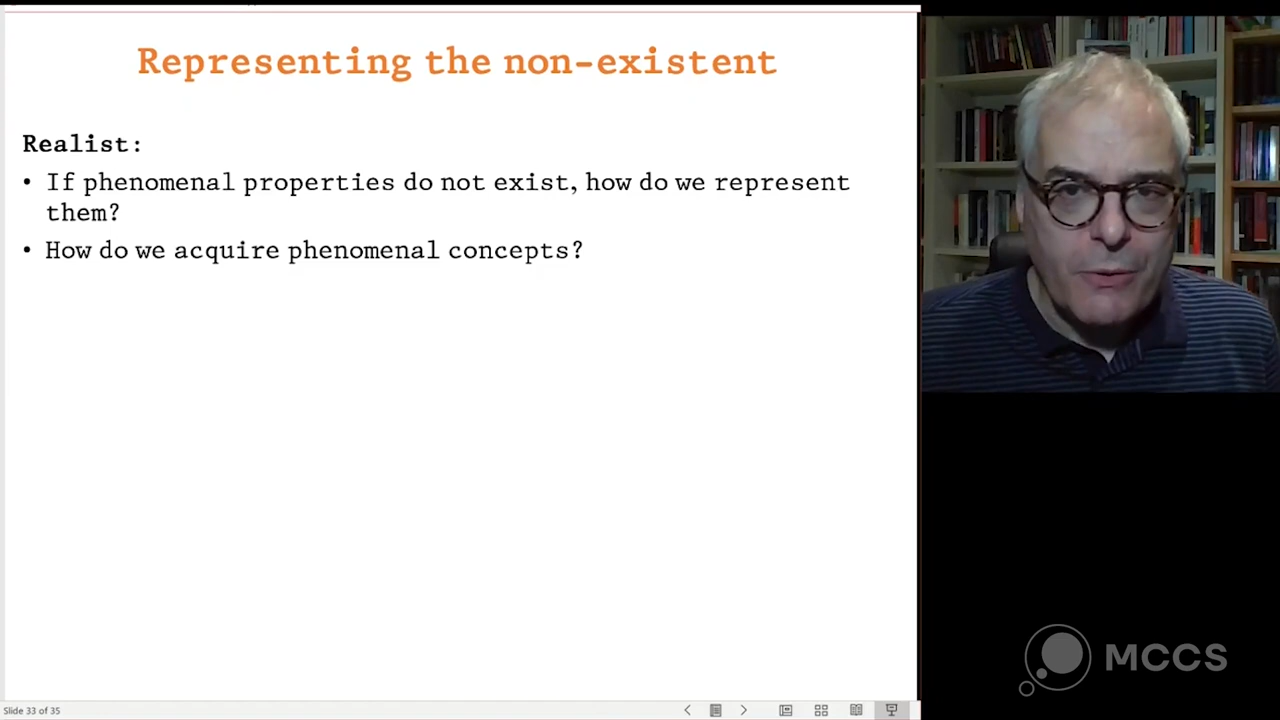 Representing the non-existent
Realist:
• If phenomenal properties do not exist, how do we represent
them?
• How do we acquire phenomenal concepts?
MCCS
Slide 33 of 35